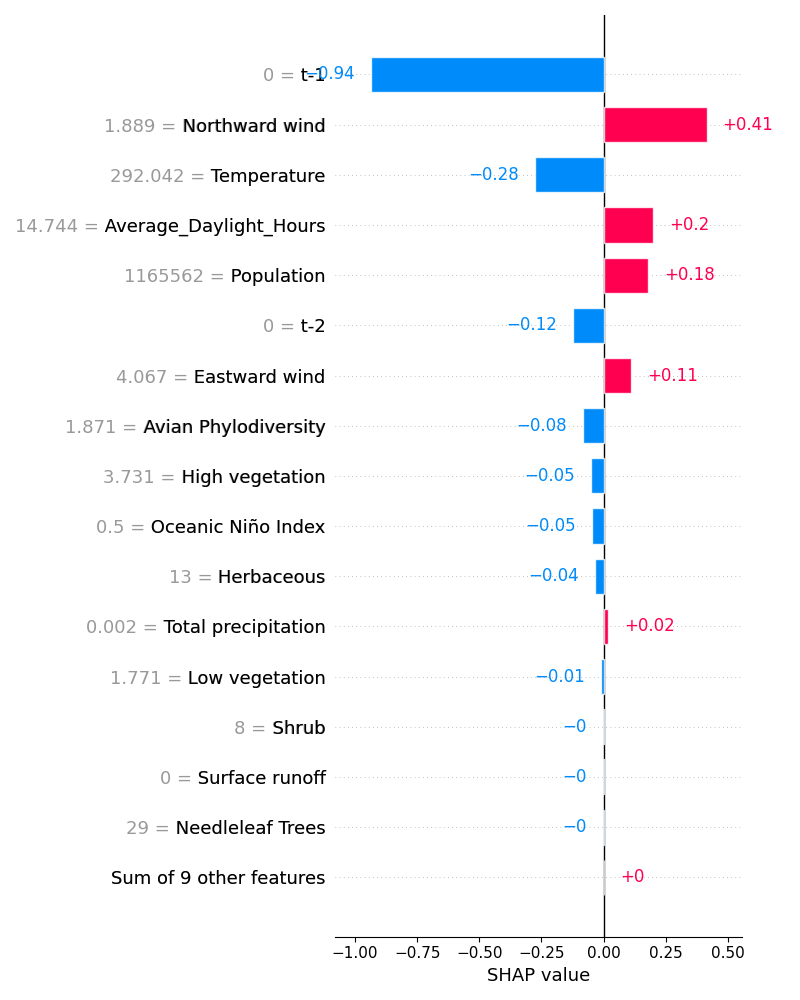 0 = t-1 −0.94
1.889 = Northward wind +0.41
292.042 = Temperature −0.28
14.744 = Average_Daylight_Hours +0.2
1165562 = Population +0.18
0 = t-2 −0.12
4.067 = Eastward wind +0.11
1.871 = Avian Phylodiversity −0.08
3.731 = High vegetation −0.05
0.5 = Oceanic Niño Index −0.05
13 = Herbaceous −0.04
0.002 = Total precipitation +0.02
1.771 = Low vegetation −0.01
8 = Shrub −0
0 = Surface runoff −0
29 = Needleleaf Trees −0
Sum of 9 other features +0
−1.00 −0.75 −0.50 −0.25 0.00 0.25 0.50
SHAP value